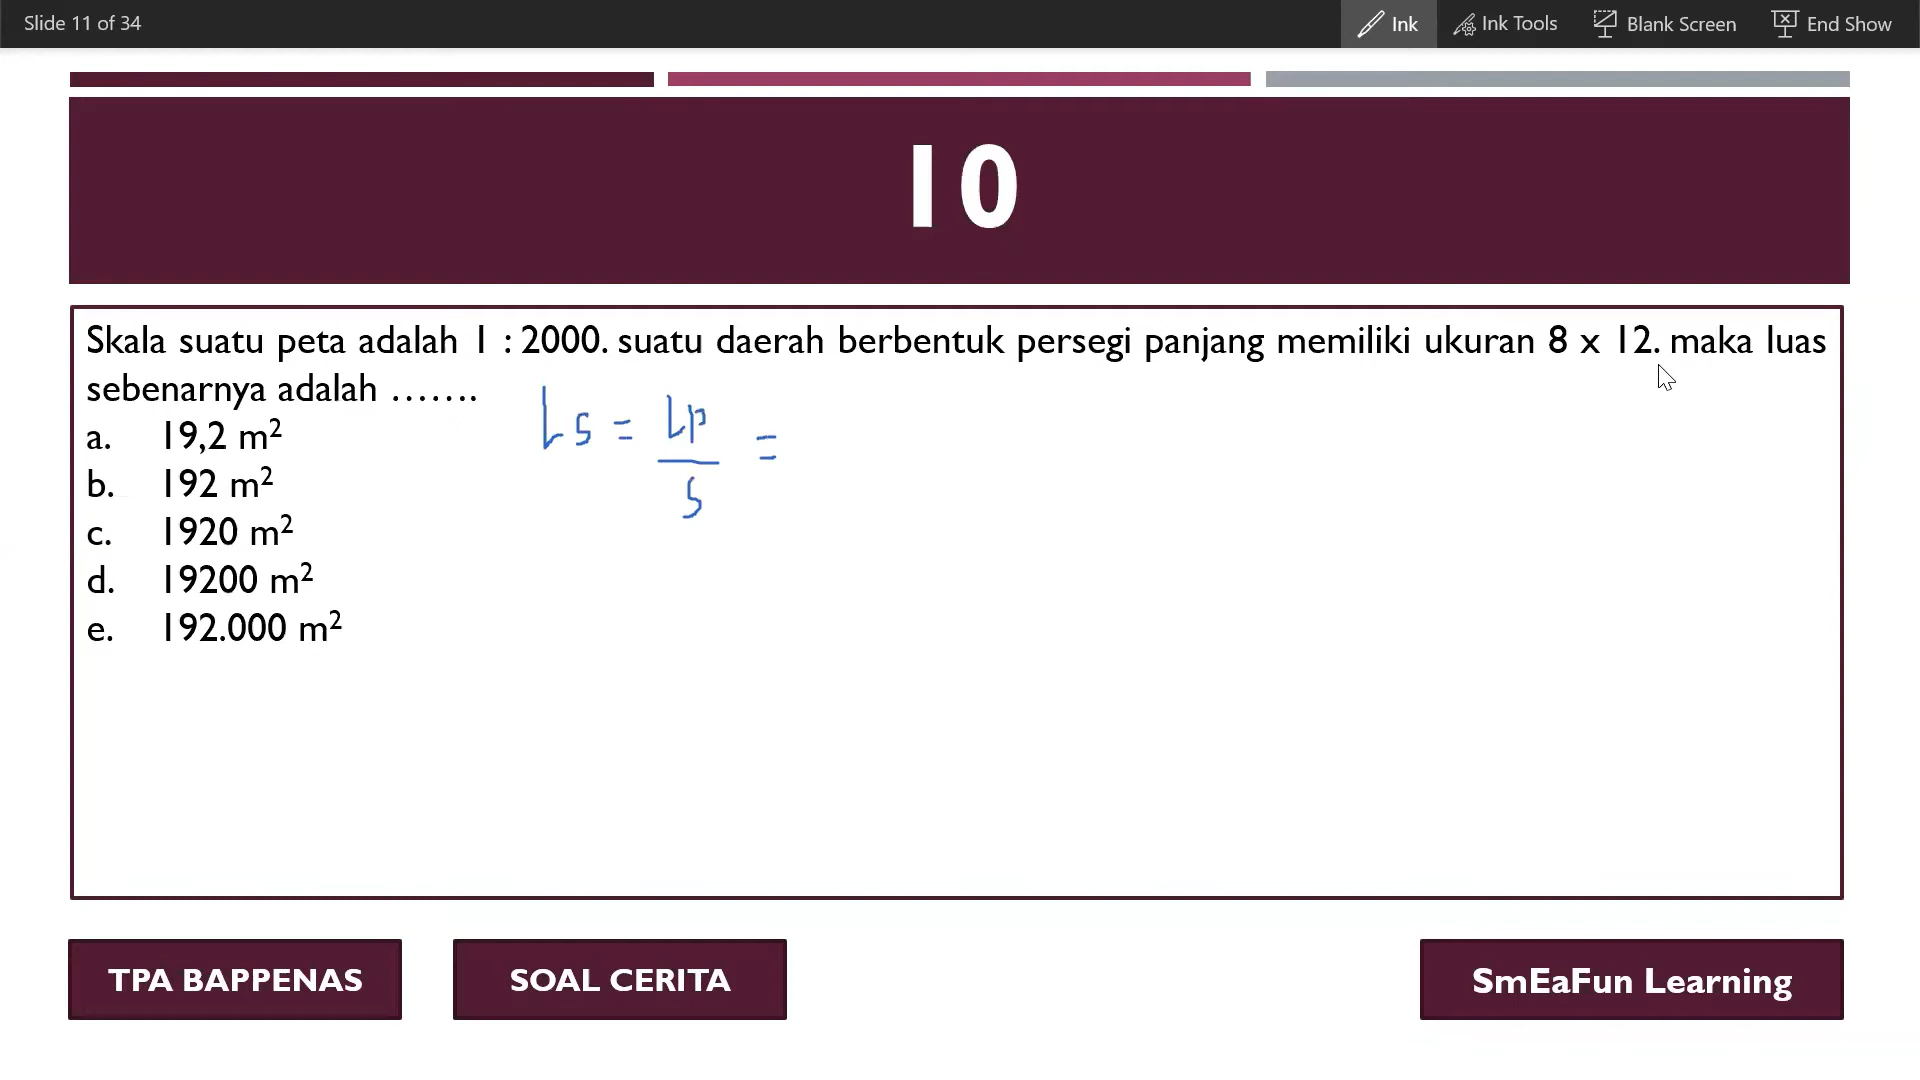 Slide 11 of 34
Ink
Ink Tools
Blank Screen
End Show
10
Skala suatu peta adalah 1 : 2000. suatu daerah berbentuk persegi panjang memiliki ukuran 8 x 12. maka luas
sebenarnya adalah …….
a. 19,2 m²
b. 192 m²
c. 1920 m²
d. 19200 m²
e. 192.000 m²
Ls = Lp/s =
TPA BAPPENAS
SOAL CERITA
SmEaFun Learning